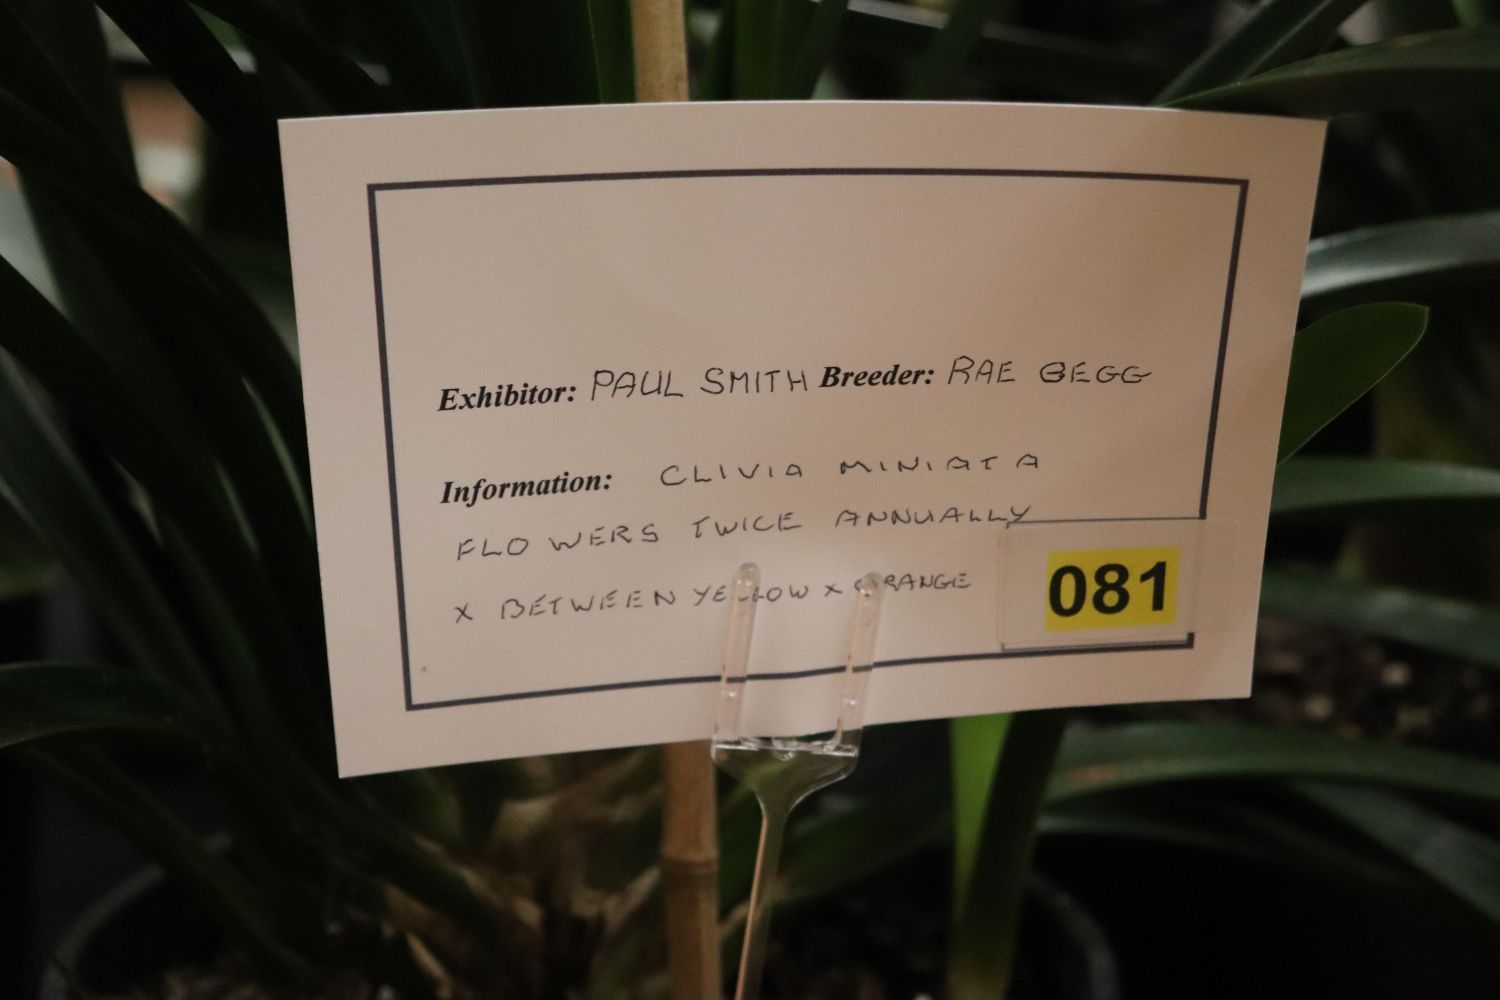 Exhibitor: PAUL SMITH Breeder: RAE BEGG
Information: CLIVIA MINIATA
FLOWERS TWICE ANNUALLY
X BETWEEN YELLOW X ORANGE
081